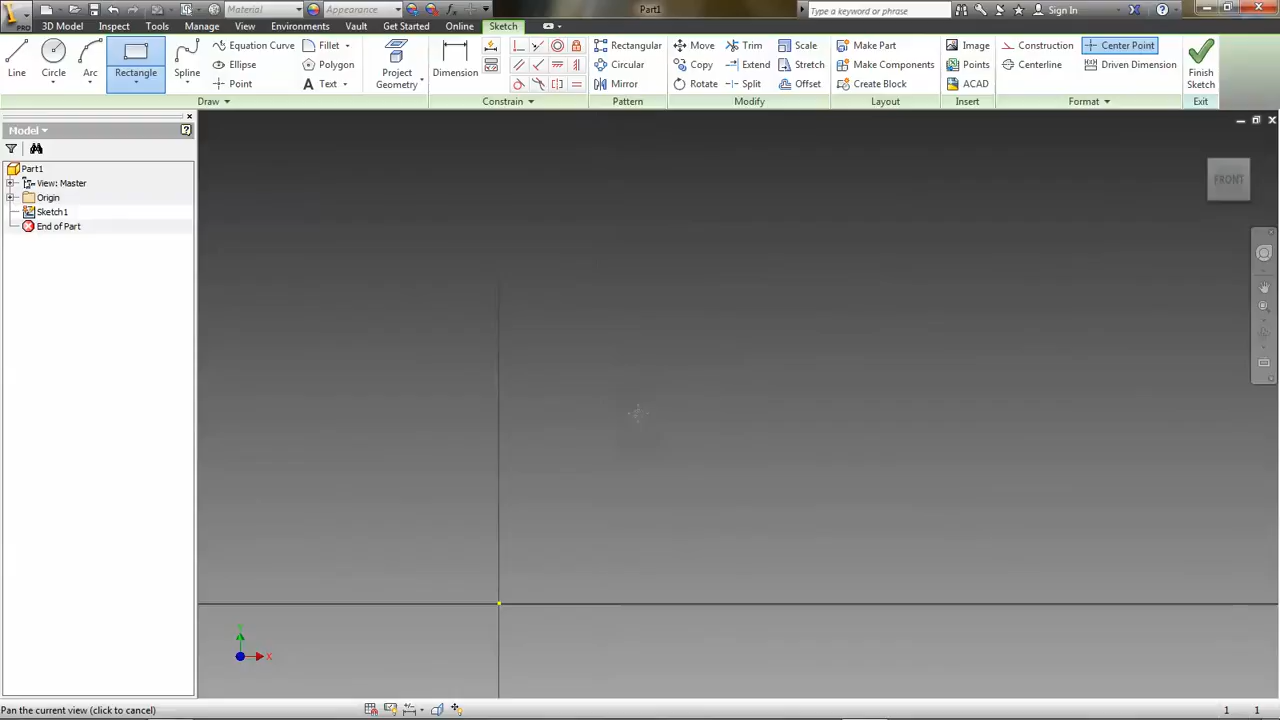 Material
Appearance
Part1
Type a keyword or phrase
Sign In
PRO
3D Model
Inspect
Tools
Manage
View
Environments
Vault
Get Started
Online
Sketch
Line
Circle
Arc
Rectangle
Spline
Equation Curve
Ellipse
Point
Fillet
Polygon
Text
Project
Geometry
Dimension
Rectangular
Circular
Mirror
Move
Copy
Rotate
Trim
Extend
Split
Scale
Stretch
Offset
Make Part
Make Components
Create Block
Image
Points
ACAD
Construction
Centerline
Center Point
Driven Dimension
Finish
Sketch
Draw
Constrain
Pattern
Modify
Layout
Insert
Format
Exit
Model
Part1
View: Master
Origin
Sketch1
End of Part
FRONT
Y
X
Pan the current view (click to cancel)
1
1